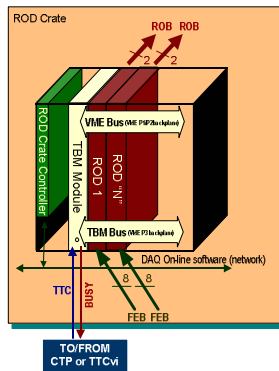 ROD Crate
ROB ROB
2 2
VME Bus (VME P1/P2 backplane)
ROD Crate Controller
TBM Module
ROD 1
ROD "N"
TBM Bus (VME P3 backplane)
DAQ On-line software (network)
TTC
BUSY
8 8
FEB FEB
TO/FROM
CTP or TTCvi